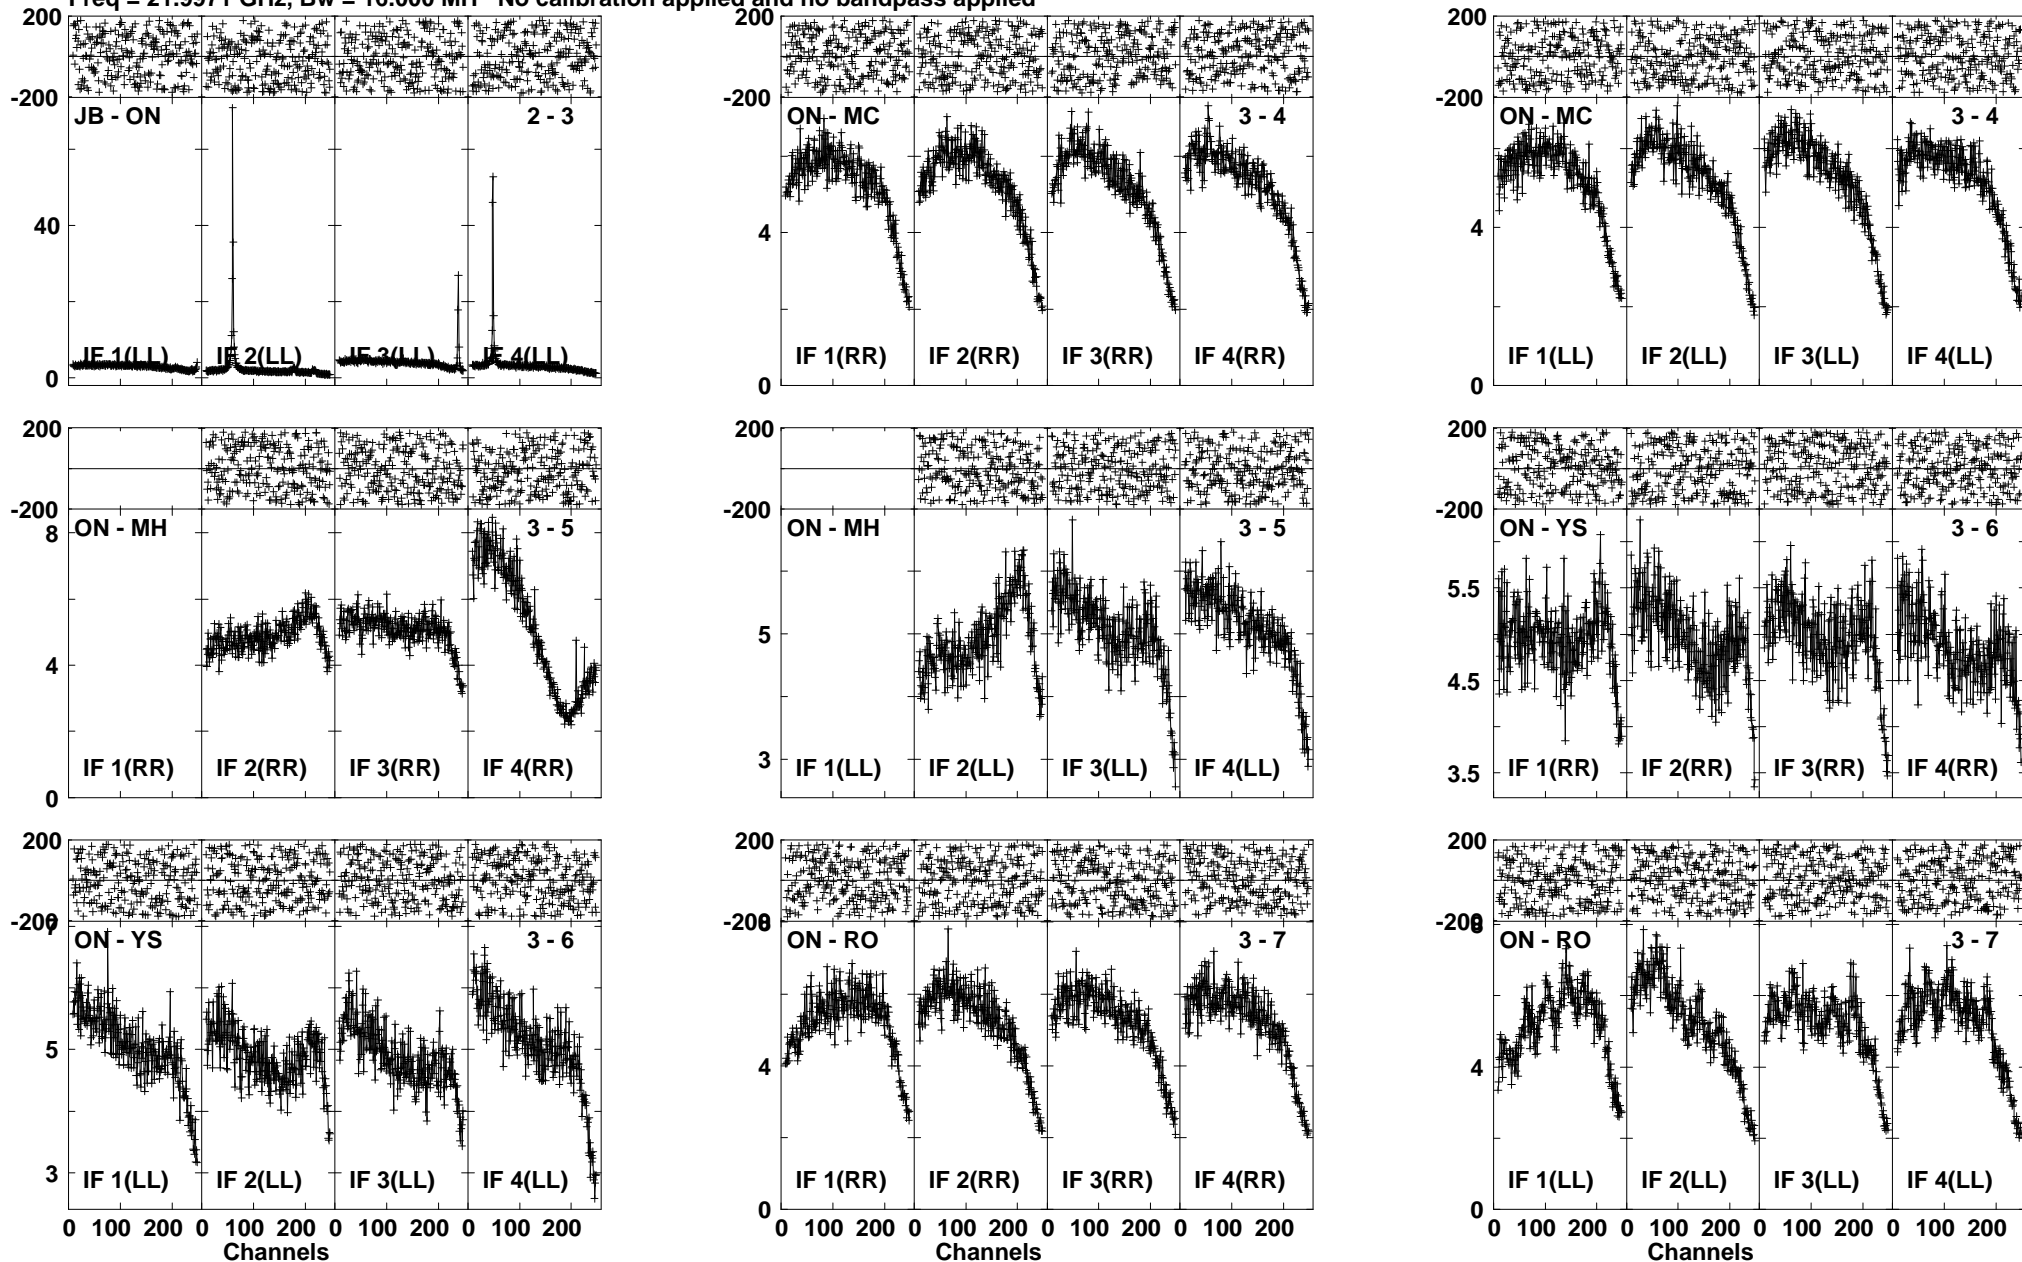 Freq = 21.9971 GHz, Bw = 16.000 MH No calibration applied and no bandpass applied
200 200 200
-200 -200 -200
JB - ON 2 - 3 ON - MC 3 - 4 ON - MC 3 - 4
40 4 4
IF 1(LL) IF 2(LL) IF 3(LL) IF 4(LL) IF 1(RR) IF 2(RR) IF 3(RR) IF 4(RR) IF 1(LL) IF 2(LL) IF 3(LL) IF 4(LL)
0 0 0
200 200 200
-200 -200 -200
ON - MH 3 - 5 ON - MH 3 - 5 ON - YS 3 - 6
8 5.5
5
4 4.5
IF 1(RR) IF 2(RR) IF 3(RR) IF 4(RR) IF 1(LL) IF 2(LL) IF 3(LL) IF 4(LL) IF 1(RR) IF 2(RR) IF 3(RR) IF 4(RR)
3 3.5
0
200 200 200
-200 -200 -200
7 8 8
ON - YS 3 - 6 ON - RO 3 - 7 ON - RO 3 - 7
5 4 4
3
IF 1(LL) IF 2(LL) IF 3(LL) IF 4(LL) IF 1(RR) IF 2(RR) IF 3(RR) IF 4(RR) IF 1(LL) IF 2(LL) IF 3(LL) IF 4(LL)
0 0
0 100 200 0 100 200 0 100 200 0 100 200 0 100 200 0 100 200 0 100 200 0 100 200 0 100 200 0 100 200 0 100 200 0 100 200
Channels Channels